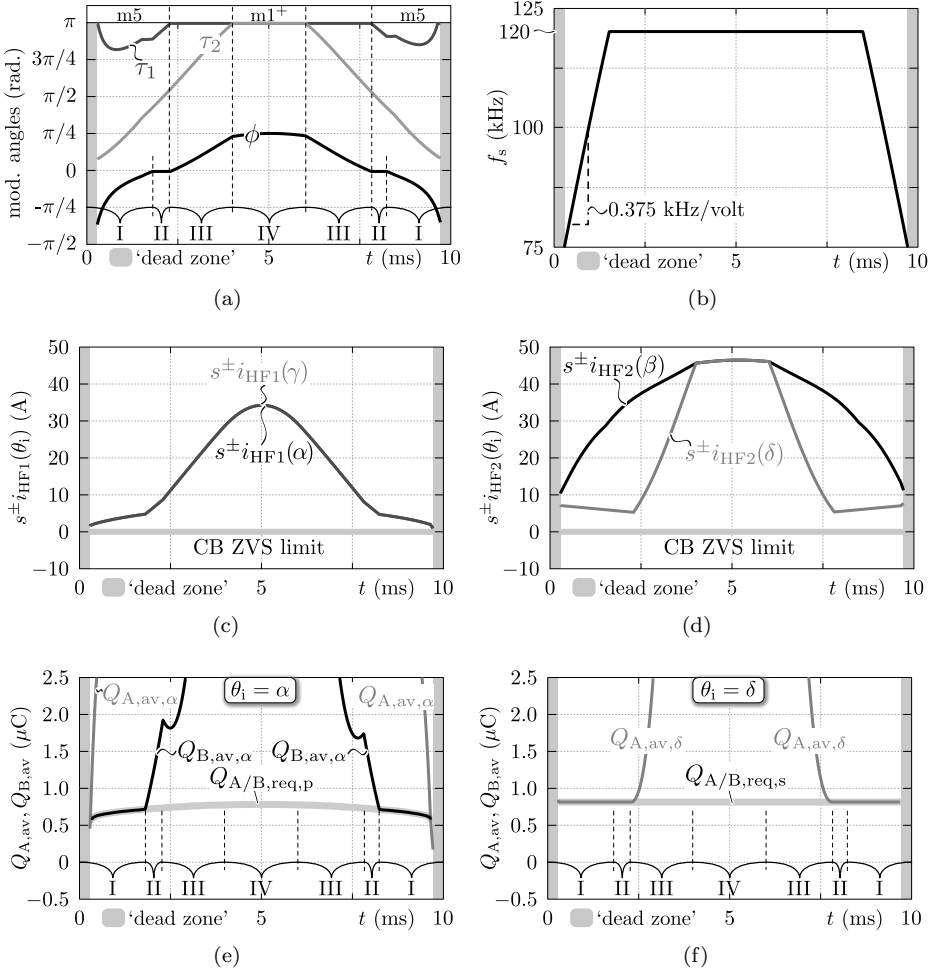 m5 m1⁺ m5
π
3π/4
π/2
π/4
0
-π/4
−π/2
mod. angles (rad.)
τ₁
τ₂
ϕ
I II III IV III II I
0 5 10
'dead zone' t (ms)
(a)
125
120
100
75
fₛ (kHz)
0.375 kHz/volt
0 5 10
'dead zone' t (ms)
(b)
50
40
30
20
10
0
−10
s±i_HF1(θᵢ) (A)
s±i_HF1(γ)
s±i_HF1(α)
CB ZVS limit
0 5 10
'dead zone' t (ms)
(c)
50
40
30
20
10
0
−10
s±i_HF2(θᵢ) (A)
s±i_HF2(β)
s±i_HF2(δ)
CB ZVS limit
0 5 10
'dead zone' t (ms)
(d)
2.5
2.0
1.5
1.0
0.5
0
−0.5
Q_A,av, Q_B,av (μC)
θᵢ = α
Q_A,av,α Q_A,av,α
Q_B,av,α Q_B,av,α
Q_A/B,req,p
I II III IV III II I
0 5 10
'dead zone' t (ms)
(e)
2.5
2.0
1.5
1.0
0.5
0
−0.5
Q_A,av, Q_B,av (μC)
θᵢ = δ
Q_A,av,δ Q_A,av,δ
Q_A/B,req,s
I II III IV III II I
0 5 10
'dead zone' t (ms)
(f)